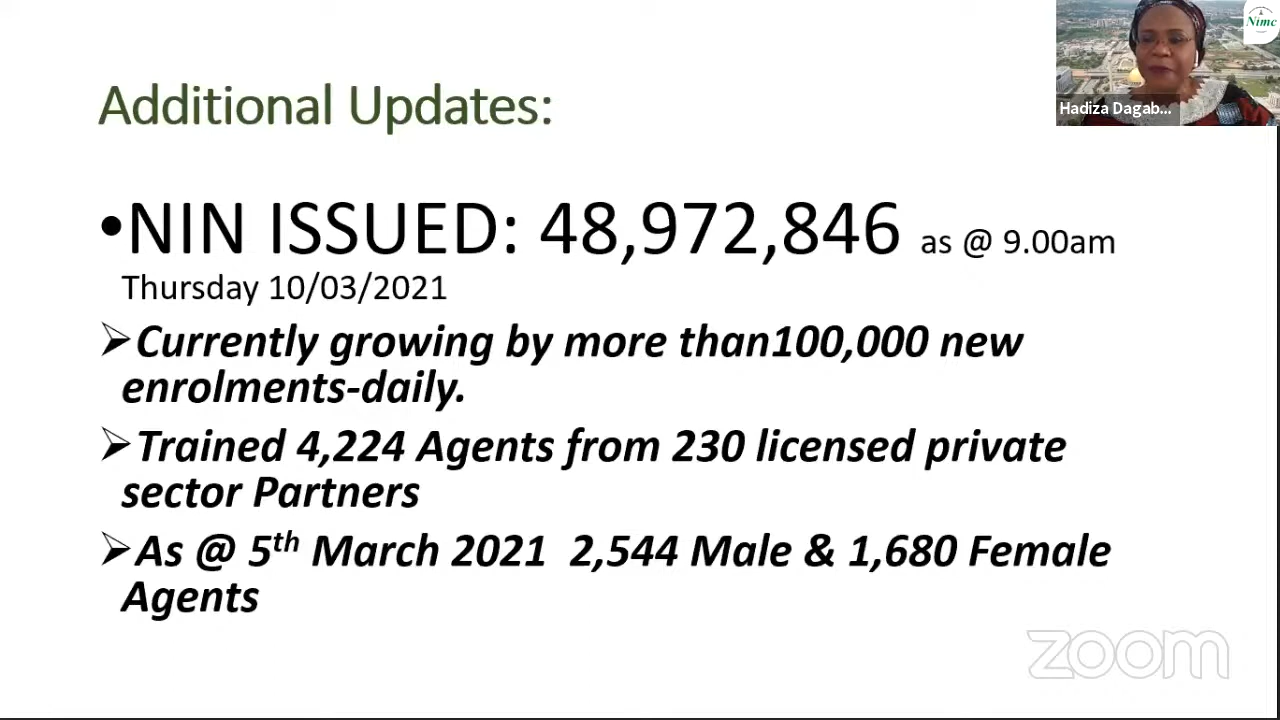 Additional Updates:
•NIN ISSUED: 48,972,846 as @ 9.00am
Thursday 10/03/2021
➢Currently growing by more than100,000 new
enrolments-daily.
➢Trained 4,224 Agents from 230 licensed private
sector Partners
➢As @ 5th March 2021 2,544 Male & 1,680 Female
Agents
Nimc
Hadiza Dagab...
zoom